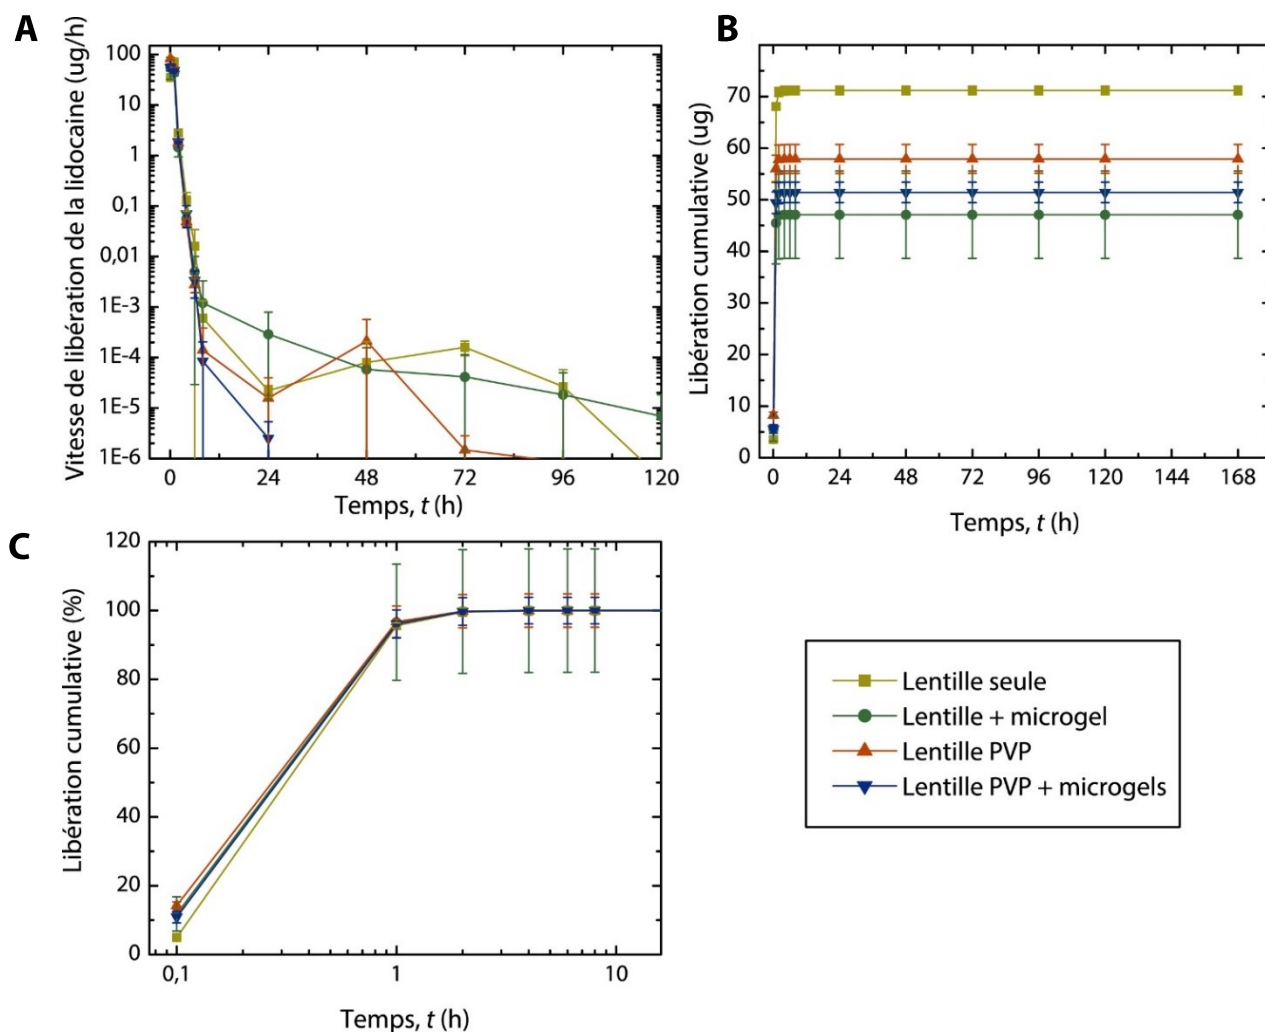 A
Vitesse de libération de la lidocaine (ug/h)
100
10
1
0,1
0,01
1E-3
1E-4
1E-5
1E-6
0 24 48 72 96 120
Temps, t (h)
B
Libération cumulative (ug)
70
60
50
40
30
20
10
0
0 24 48 72 96 120 144 168
Temps, t (h)
C
Libération cumulative (%)
120
100
80
60
40
20
0
0,1 1 10
Temps, t (h)
Lentille seule
Lentille + microgel
Lentille PVP
Lentille PVP + microgels